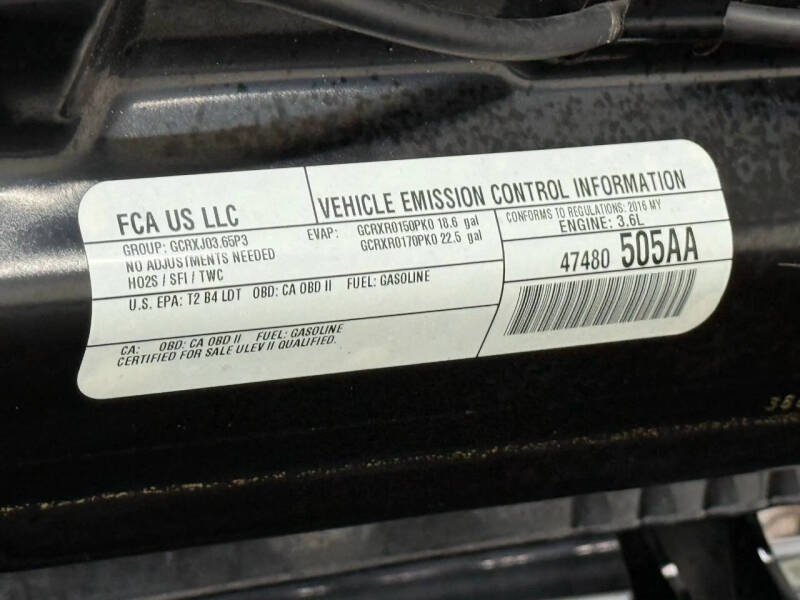 FCA US LLC
VEHICLE EMISSION CONTROL INFORMATION
GROUP: GCRXJ03.65P3
NO ADJUSTMENTS NEEDED
HO2S / SFI / TWC
EVAP: GCRXR0150PK0 18.6 gal
GCRXR0170PK0 22.5 gal
CONFORMS TO REGULATIONS: 2016 MY
ENGINE: 3.6L
47480 505AA
U.S. EPA: T2 B4 LDT OBD: CA OBD II FUEL: GASOLINE
CA: OBD: CA OBD II FUEL: GASOLINE
CERTIFIED FOR SALE ULEV II QUALIFIED.